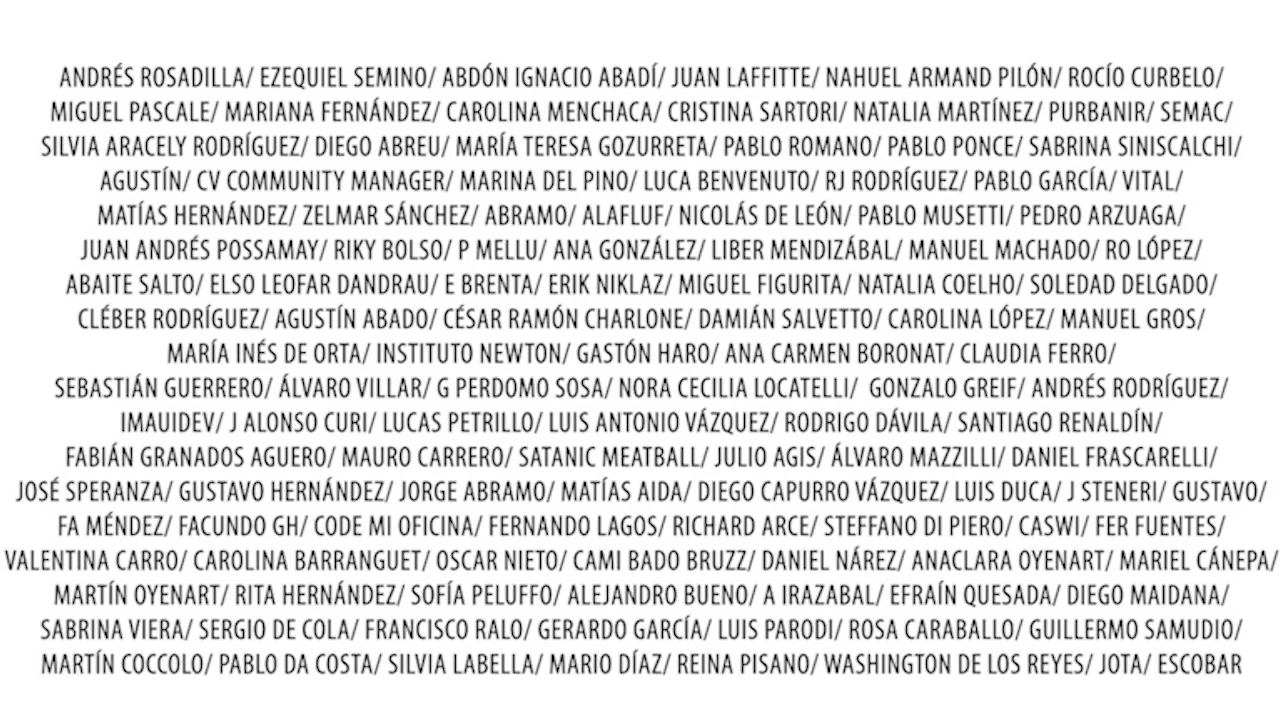 ANDRÉS ROSADILLA/ EZEQUIEL SEMINO/ ABDÓN IGNACIO ABADÍ/ JUAN LAFFITTE/ NAHUEL ARMAND PILÓN/ ROCÍO CURBELO/
MIGUEL PASCALE/ MARIANA FERNÁNDEZ/ CAROLINA MENCHACA/ CRISTINA SARTORI/ NATALIA MARTÍNEZ/ PURBANIR/ SEMAC/
SILVIA ARACELY RODRÍGUEZ/ DIEGO ABREU/ MARÍA TERESA GOZURRETA/ PABLO ROMANO/ PABLO PONCE/ SABRINA SINISCALCHI/
AGUSTÍN/ CV COMMUNITY MANAGER/ MARINA DEL PINO/ LUCA BENVENUTO/ RJ RODRÍGUEZ/ PABLO GARCÍA/ VITAL/
MATÍAS HERNÁNDEZ/ ZELMAR SÁNCHEZ/ ABRAMO/ ALAFLUF/ NICOLÁS DE LEÓN/ PABLO MUSETTI/ PEDRO ARZUAGA/
JUAN ANDRÉS POSSAMAY/ RIKY BOLSO/ P MELLU/ ANA GONZÁLEZ/ LIBER MENDIZÁBAL/ MANUEL MACHADO/ RO LÓPEZ/
ABAITE SALTO/ ELSO LEOFAR DANDRAU/ E BRENTA/ ERIK NIKLAZ/ MIGUEL FIGURITA/ NATALIA COELHO/ SOLEDAD DELGADO/
CLÉBER RODRÍGUEZ/ AGUSTÍN ABADO/ CÉSAR RAMÓN CHARLONE/ DAMIÁN SALVETTO/ CAROLINA LÓPEZ/ MANUEL GROS/
MARÍA INÉS DE ORTA/ INSTITUTO NEWTON/ GASTÓN HARO/ ANA CARMEN BORONAT/ CLAUDIA FERRO/
SEBASTIÁN GUERRERO/ ÁLVARO VILLAR/ G PERDOMO SOSA/ NORA CECILIA LOCATELLI/ GONZALO GREIF/ ANDRÉS RODRÍGUEZ/
IMAUIDEV/ J ALONSO CURI/ LUCAS PETRILLO/ LUIS ANTONIO VÁZQUEZ/ RODRIGO DÁVILA/ SANTIAGO RENALDÍN/
FABIÁN GRANADOS AGUERO/ MAURO CARRERO/ SATANIC MEATBALL/ JULIO AGIS/ ÁLVARO MAZZILLI/ DANIEL FRASCARELLI/
JOSÉ SPERANZA/ GUSTAVO HERNÁNDEZ/ JORGE ABRAMO/ MATÍAS AIDA/ DIEGO CAPURRO VÁZQUEZ/ LUIS DUCA/ J STENERI/ GUSTAVO/
FA MÉNDEZ/ FACUNDO GH/ CODE MI OFICINA/ FERNANDO LAGOS/ RICHARD ARCE/ STEFFANO DI PIERO/ CASWI/ FER FUENTES/
VALENTINA CARRO/ CAROLINA BARRANGUET/ OSCAR NIETO/ CAMI BADO BRUZZ/ DANIEL NÁREZ/ ANACLARA OYENART/ MARIEL CÁNEPA/
MARTÍN OYENART/ RITA HERNÁNDEZ/ SOFÍA PELUFFO/ ALEJANDRO BUENO/ A IRAZABAL/ EFRAÍN QUESADA/ DIEGO MAIDANA/
SABRINA VIERA/ SERGIO DE COLA/ FRANCISCO RALO/ GERARDO GARCÍA/ LUIS PARODI/ ROSA CARABALLO/ GUILLERMO SAMUDIO/
MARTÍN COCCOLO/ PABLO DA COSTA/ SILVIA LABELLA/ MARIO DÍAZ/ REINA PISANO/ WASHINGTON DE LOS REYES/ JOTA/ ESCOBAR